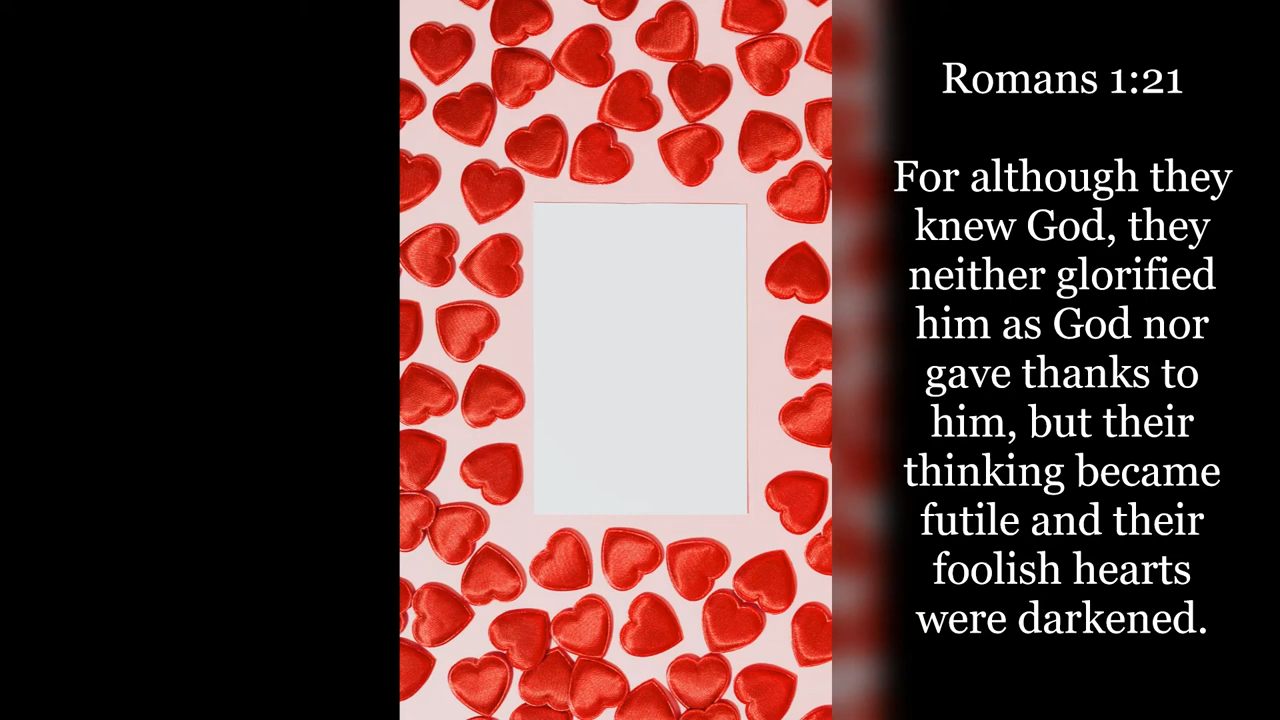 Romans 1:21
For although they
knew God, they
neither glorified
him as God nor
gave thanks to
him, but their
thinking became
futile and their
foolish hearts
were darkened.